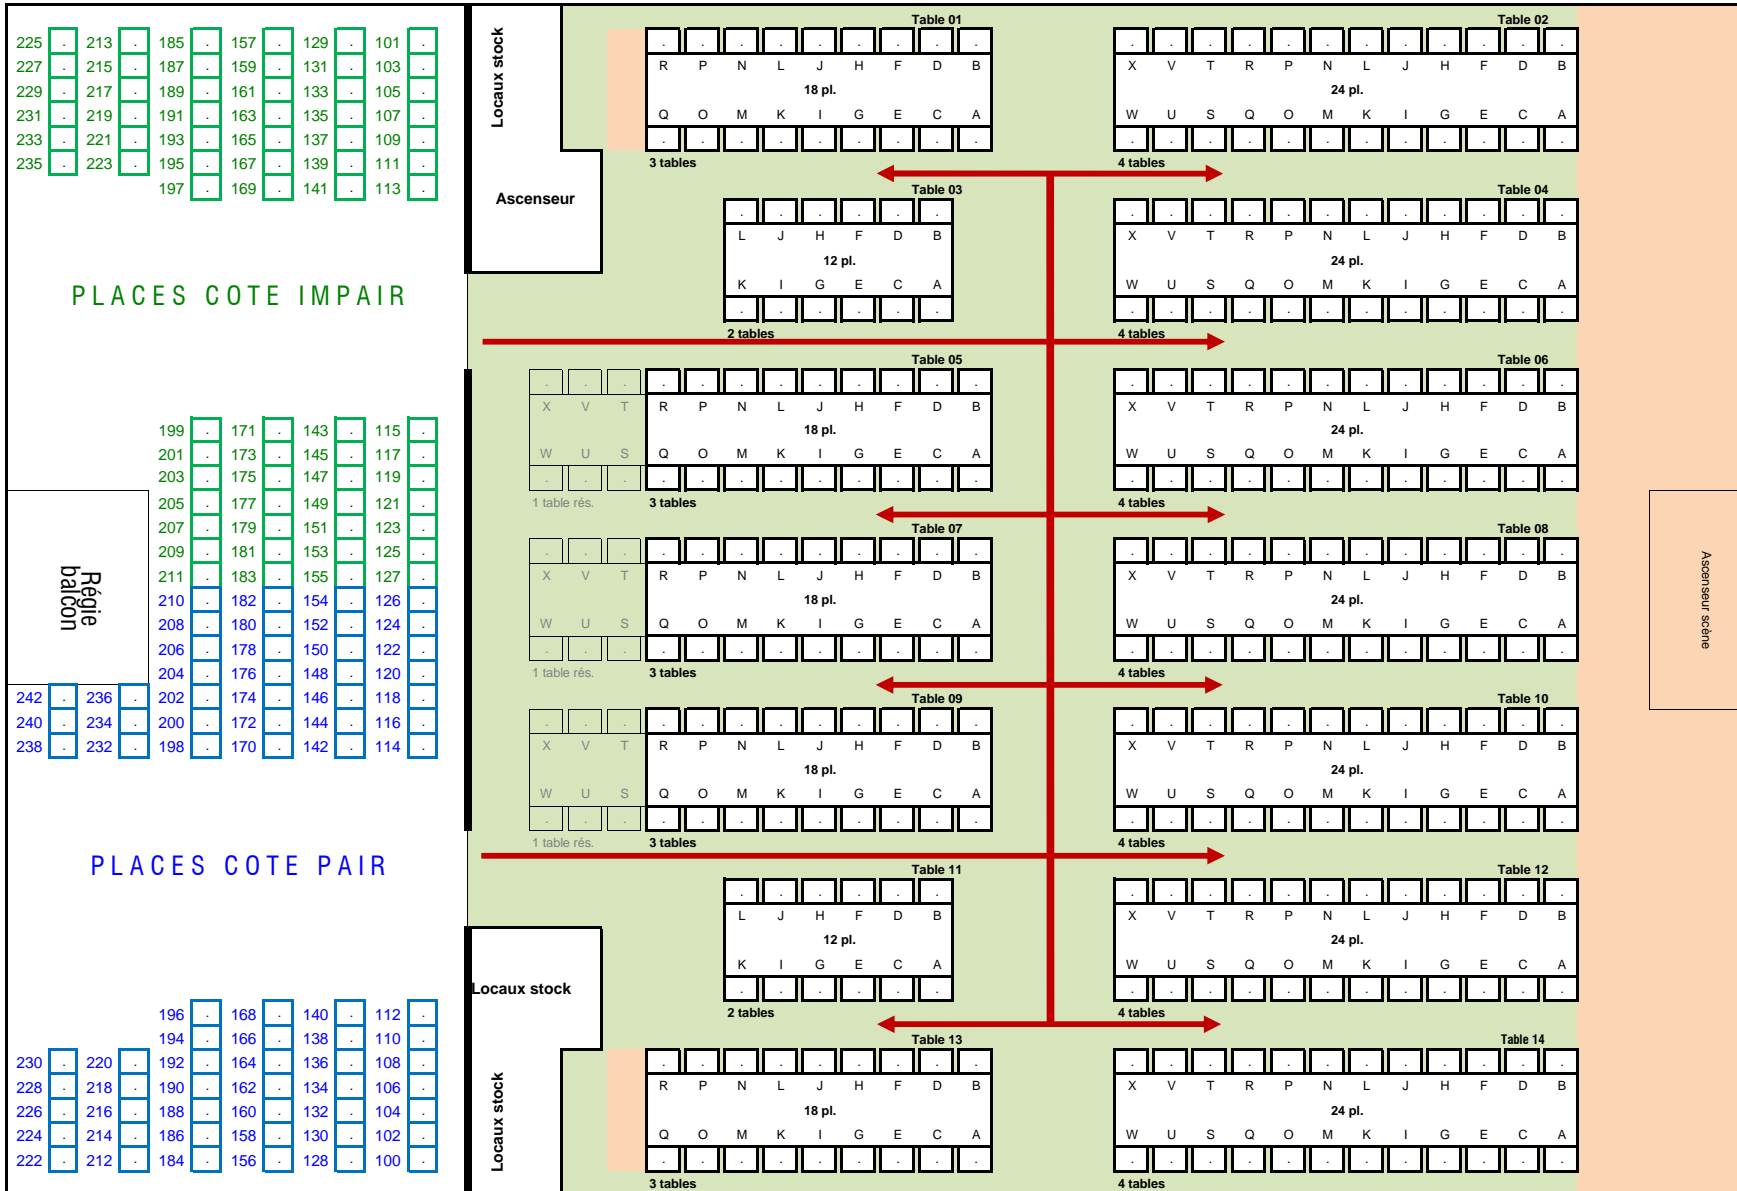 225 . 213 . 185 . 157 . 129 . 101 .
227 . 215 . 187 . 159 . 131 . 103 .
229 . 217 . 189 . 161 . 133 . 105 .
231 . 219 . 191 . 163 . 135 . 107 .
233 . 221 . 193 . 165 . 137 . 109 .
235 . 223 . 195 . 167 . 139 . 111 .
197 . 169 . 141 . 113 .
PLACES COTE IMPAIR
199 . 171 . 143 . 115 .
201 . 173 . 145 . 117 .
203 . 175 . 147 . 119 .
205 . 177 . 149 . 121 .
207 . 179 . 151 . 123 .
209 . 181 . 153 . 125 .
211 . 183 . 155 . 127 .
210 . 182 . 154 . 126 .
208 . 180 . 152 . 124 .
206 . 178 . 150 . 122 .
204 . 176 . 148 . 120 .
242 . 236 . 202 . 174 . 146 . 118 .
240 . 234 . 200 . 172 . 144 . 116 .
238 . 232 . 198 . 170 . 142 . 114 .
Régie
balcon
PLACES COTE PAIR
196 . 168 . 140 . 112 .
194 . 166 . 138 . 110 .
230 . 220 . 192 . 164 . 136 . 108 .
228 . 218 . 190 . 162 . 134 . 106 .
226 . 216 . 188 . 160 . 132 . 104 .
224 . 214 . 186 . 158 . 130 . 102 .
222 . 212 . 184 . 156 . 128 . 100 .
Locaux stock
Ascenseur
Locaux stock
Locaux stock
Table 01
. . . . . . . . .
R P N L J H F D B
18 pl.
Q O M K I G E C A
. . . . . . . . .
3 tables
Table 02
. . . . . . . . . . . .
X V T R P N L J H F D B
24 pl.
W U S Q O M K I G E C A
. . . . . . . . . . . .
4 tables
Table 03
. . . . . .
L J H F D B
12 pl.
K I G E C A
. . . . . .
2 tables
Table 04
. . . . . . . . . . . .
X V T R P N L J H F D B
24 pl.
W U S Q O M K I G E C A
. . . . . . . . . . . .
4 tables
Table 05
. . . . . . . . . . . .
X V T R P N L J H F D B
18 pl.
W U S Q O M K I G E C A
. . . . . . . . . . . .
1 table rés. 3 tables
Table 06
. . . . . . . . . . . .
X V T R P N L J H F D B
24 pl.
W U S Q O M K I G E C A
. . . . . . . . . . . .
4 tables
Table 07
. . . . . . . . . . . .
X V T R P N L J H F D B
18 pl.
W U S Q O M K I G E C A
. . . . . . . . . . . .
1 table rés. 3 tables
Table 08
. . . . . . . . . . . .
X V T R P N L J H F D B
24 pl.
W U S Q O M K I G E C A
. . . . . . . . . . . .
4 tables
Table 09
. . . . . . . . . . . .
X V T R P N L J H F D B
18 pl.
W U S Q O M K I G E C A
. . . . . . . . . . . .
1 table rés. 3 tables
Table 10
. . . . . . . . . . . .
X V T R P N L J H F D B
24 pl.
W U S Q O M K I G E C A
. . . . . . . . . . . .
4 tables
Table 11
. . . . . .
L J H F D B
12 pl.
K I G E C A
. . . . . .
2 tables
Table 12
. . . . . . . . . . . .
X V T R P N L J H F D B
24 pl.
W U S Q O M K I G E C A
. . . . . . . . . . . .
4 tables
Table 13
. . . . . . . . .
R P N L J H F D B
18 pl.
Q O M K I G E C A
. . . . . . . . .
3 tables
Table 14
. . . . . . . . . . . .
X V T R P N L J H F D B
24 pl.
W U S Q O M K I G E C A
. . . . . . . . . . . .
4 tables
Ascenseur scène